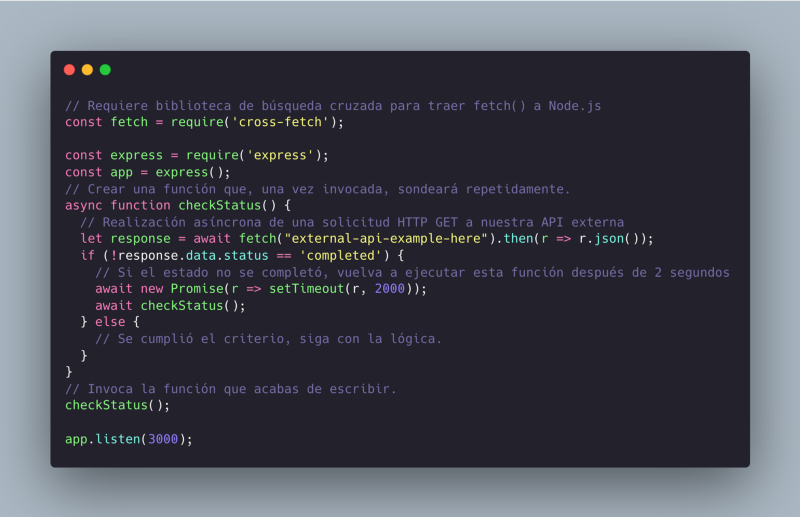 // Requiere biblioteca de búsqueda cruzada para traer fetch() a Node.js
const fetch = require('cross-fetch');

const express = require('express');
const app = express();
// Crear una función que, una vez invocada, sondeará repetidamente.
async function checkStatus() {
  // Realización asíncrona de una solicitud HTTP GET a nuestra API externa
  let response = await fetch("external-api-example-here").then(r => r.json());
  if (!response.data.status == 'completed') {
    // Si el estado no se completó, vuelva a ejecutar esta función después de 2 segundos
    await new Promise(r => setTimeout(r, 2000));
    await checkStatus();
  } else {
    // Se cumplió el criterio, siga con la lógica.
  }
}
// Invoca la función que acabas de escribir.
checkStatus();

app.listen(3000);